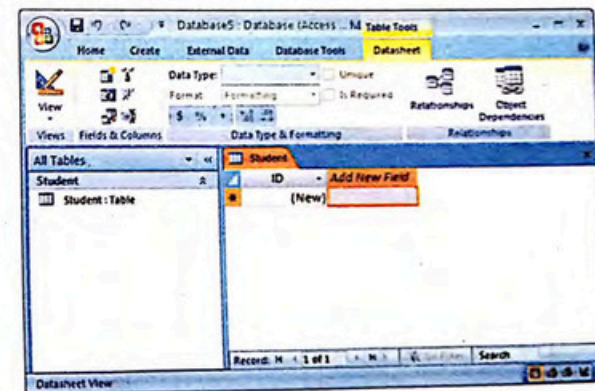 Database5 : Database (Access ... M Table Tools
Home Create External Data Database Tools Datasheet
View
Data Type:
Unique
Format: Formatting
Is Required
$ %
Relationships
Object Dependencies
Views Fields & Columns Data Type & Formatting Relationships
All Tables
Student
Student : Table
Student
ID Add New Field
(New)
Record: 1 of 1 Search
Datasheet View